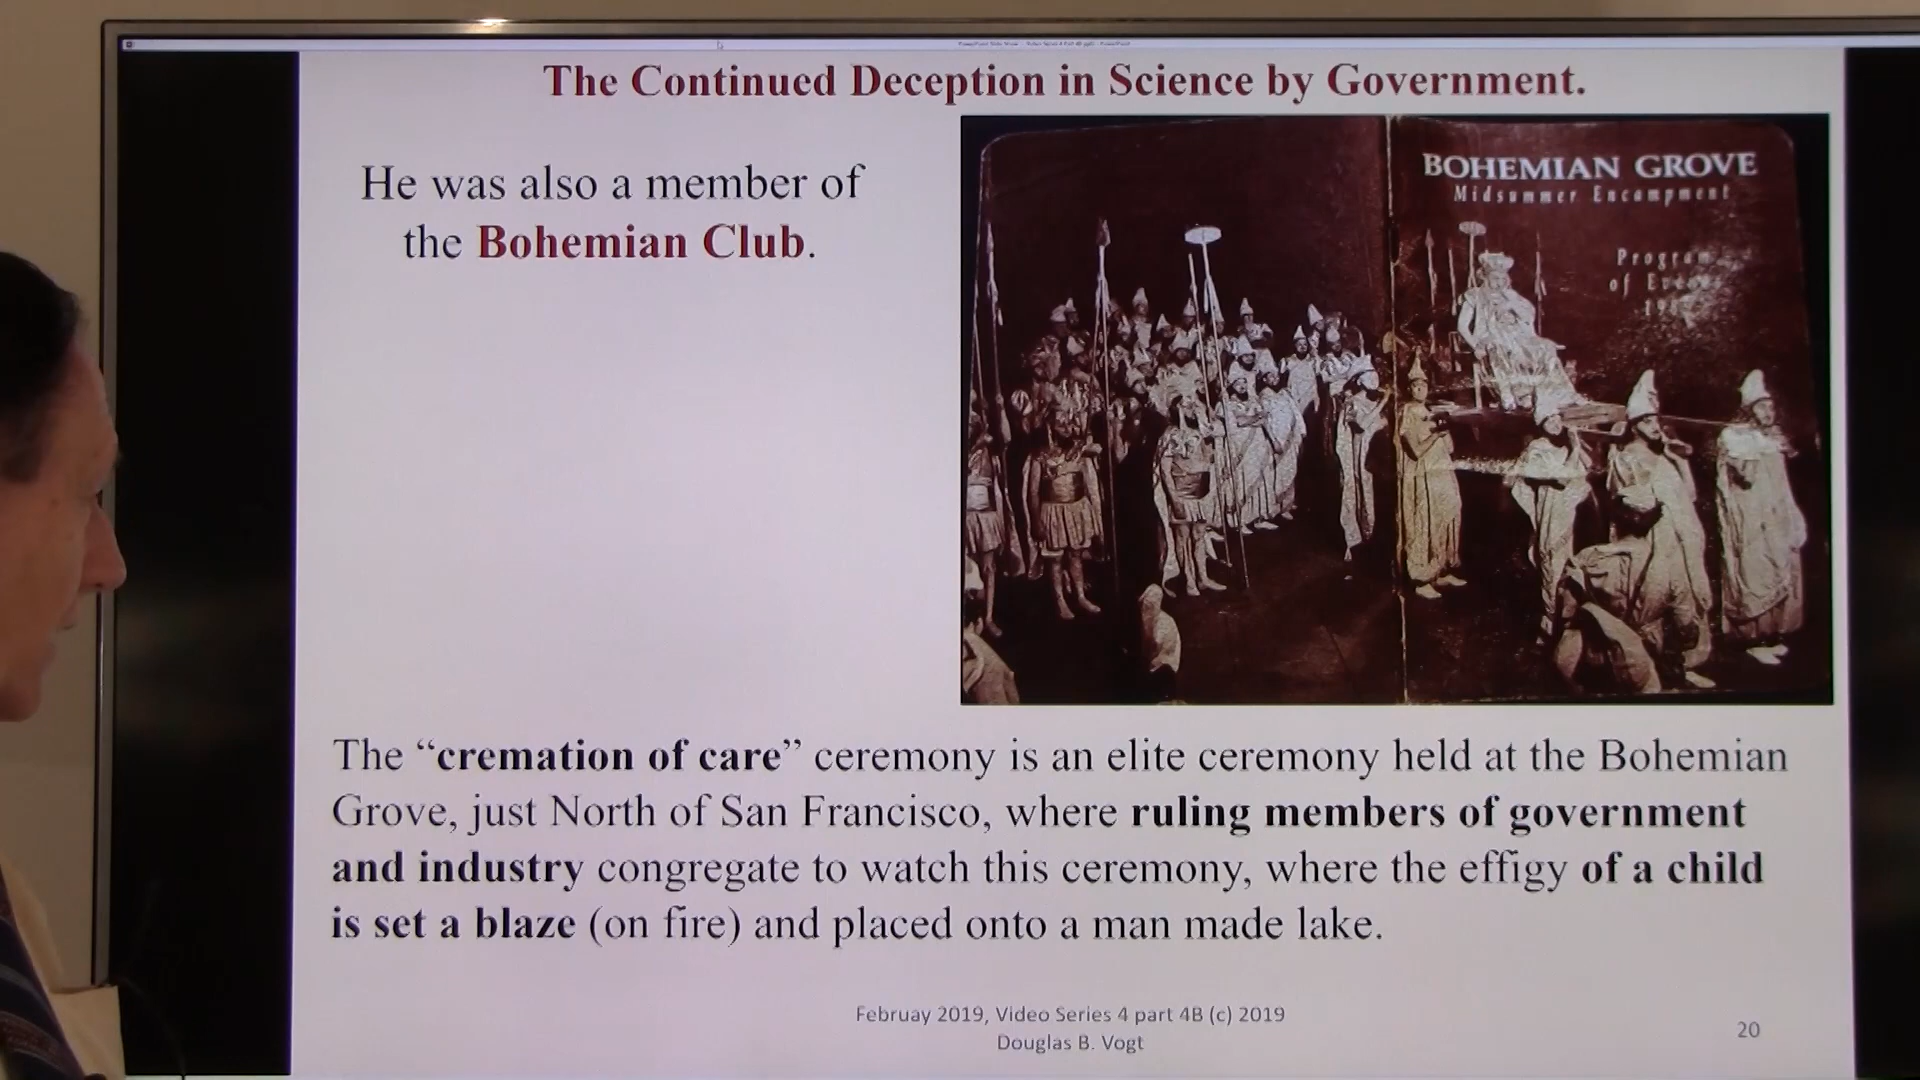 The Continued Deception in Science by Government.
He was also a member of
the Bohemian Club.
BOHEMIAN GROVE
Midsummer Encampment
Program
of Events
The “cremation of care” ceremony is an elite ceremony held at the Bohemian
Grove, just North of San Francisco, where ruling members of government
and industry congregate to watch this ceremony, where the effigy of a child
is set a blaze (on fire) and placed onto a man made lake.
Februay 2019, Video Series 4 part 4B (c) 2019
Douglas B. Vogt
20